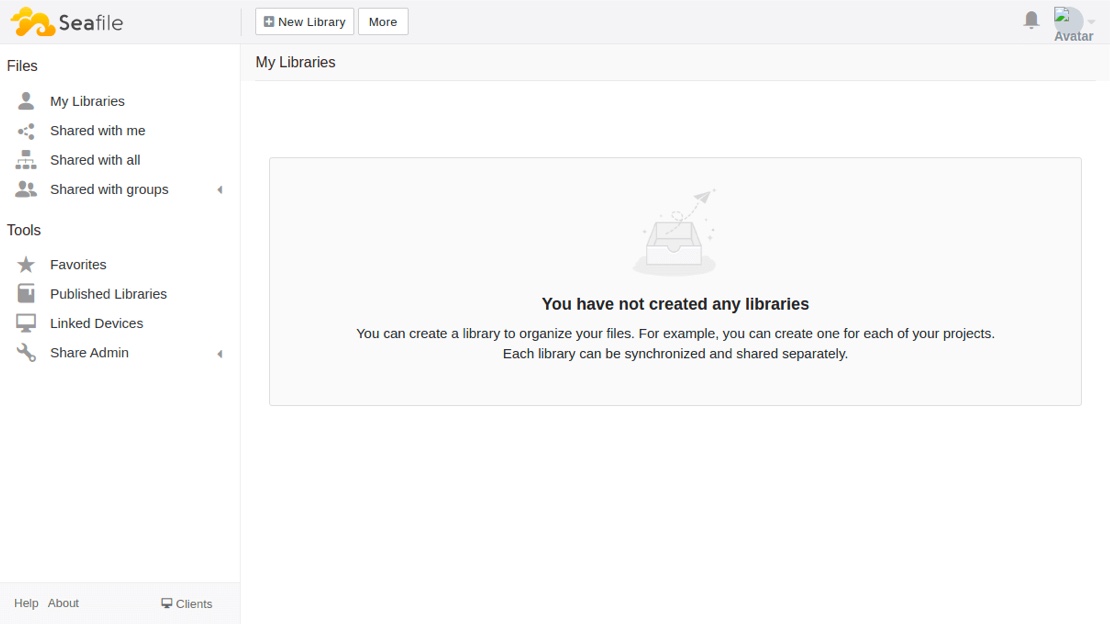 Seafile
New Library
More
Avatar
Files
My Libraries
Shared with me
Shared with all
Shared with groups
Tools
Favorites
Published Libraries
Linked Devices
Share Admin
Help
About
Clients
My Libraries
You have not created any libraries
You can create a library to organize your files. For example, you can create one for each of your projects.
Each library can be synchronized and shared separately.